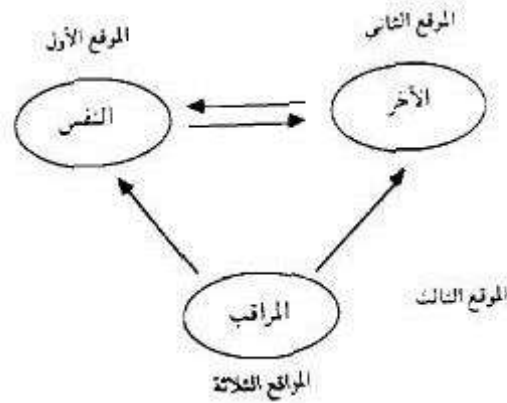 الموقع الأول
الموقع الثاني
النفس
الآخر
المراقب
الموقع الثالث
المواقع الثلاثة